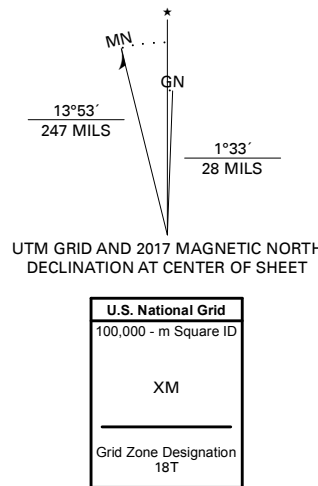 ★
MN
GN
13°53´
247 MILS
1°33´
28 MILS
UTM GRID AND 2017 MAGNETIC NORTH
DECLINATION AT CENTER OF SHEET
U.S. National Grid
100,000 - m Square ID
XM
Grid Zone Designation
18T